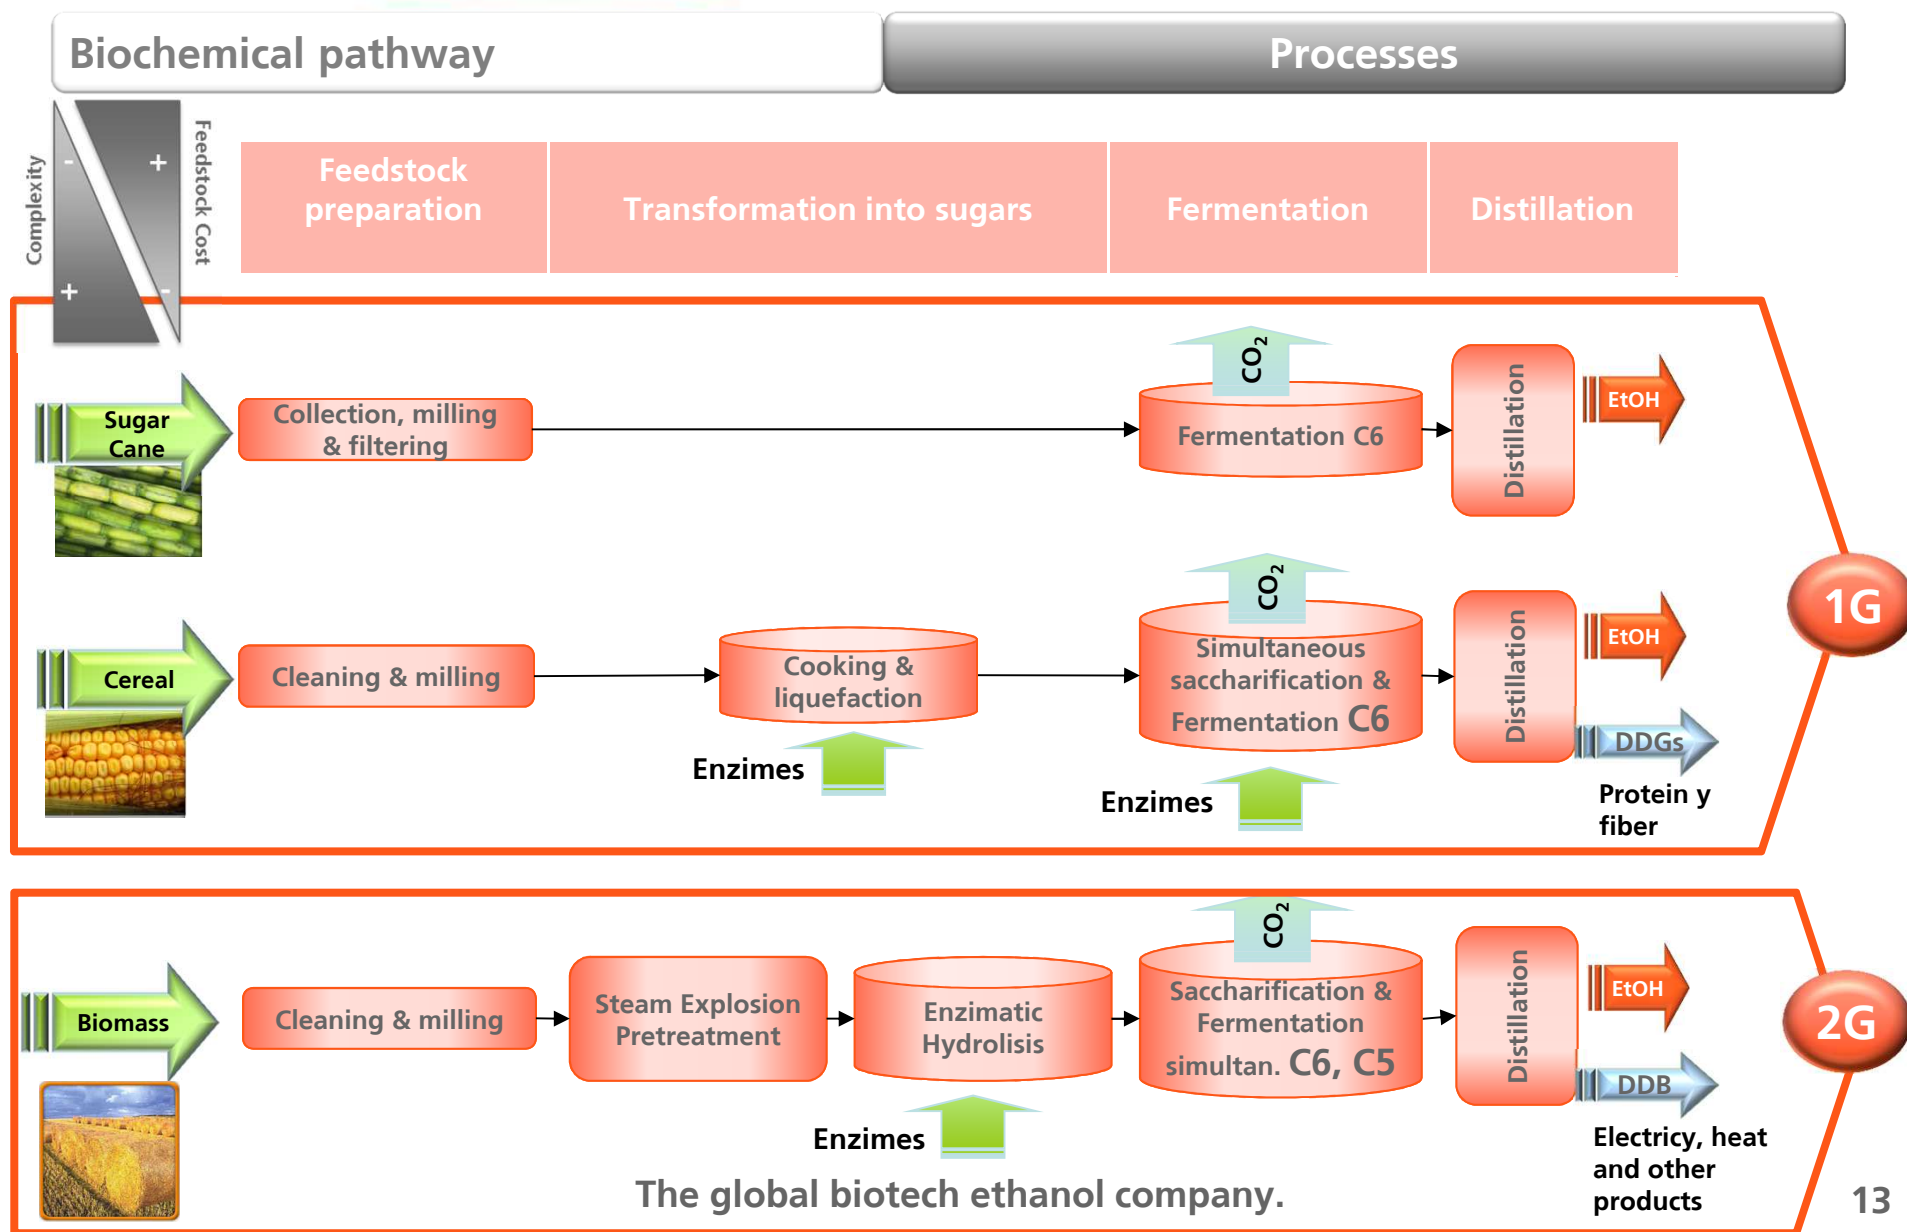 Biochemical pathway
Processes
Complexity
-
+
Feedstock Cost
+
-
Feedstock
preparation
Transformation into sugars
Fermentation
Distillation
Sugar
Cane
Collection, milling
& filtering
CO2
Fermentation C6
Distillation
EtOH
Cereal
Cleaning & milling
Cooking &
liquefaction
Enzimes
CO2
Simultaneous
saccharification &
Fermentation C6
Enzimes
Distillation
EtOH
DDGs
Protein y
fiber
1G
Biomass
Cleaning & milling
Steam Explosion
Pretreatment
Enzimatic
Hydrolisis
Enzimes
CO2
Saccharification &
Fermentation
simultan. C6, C5
Distillation
EtOH
DDB
Electricy, heat
and other
products
2G
The global biotech ethanol company.
13